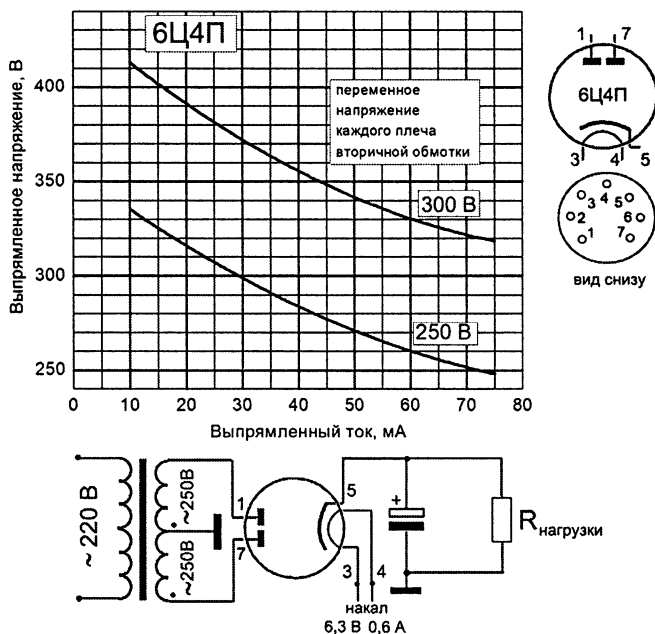 6Ц4П
Выпрямленное напряжение, В
400
350
300
250
переменное
напряжение
каждого плеча
вторичной обмотки
300 В
250 В
0 10 20 30 40 50 60 70 80
Выпрямленный ток, мА
1 7
6Ц4П
3 4 5
4
3 5
2 6
1 7
вид снизу
~220 В
~250В
~250В
1
7
5
3 4
+
Rнагрузки
накал
6,3 В 0,6 А